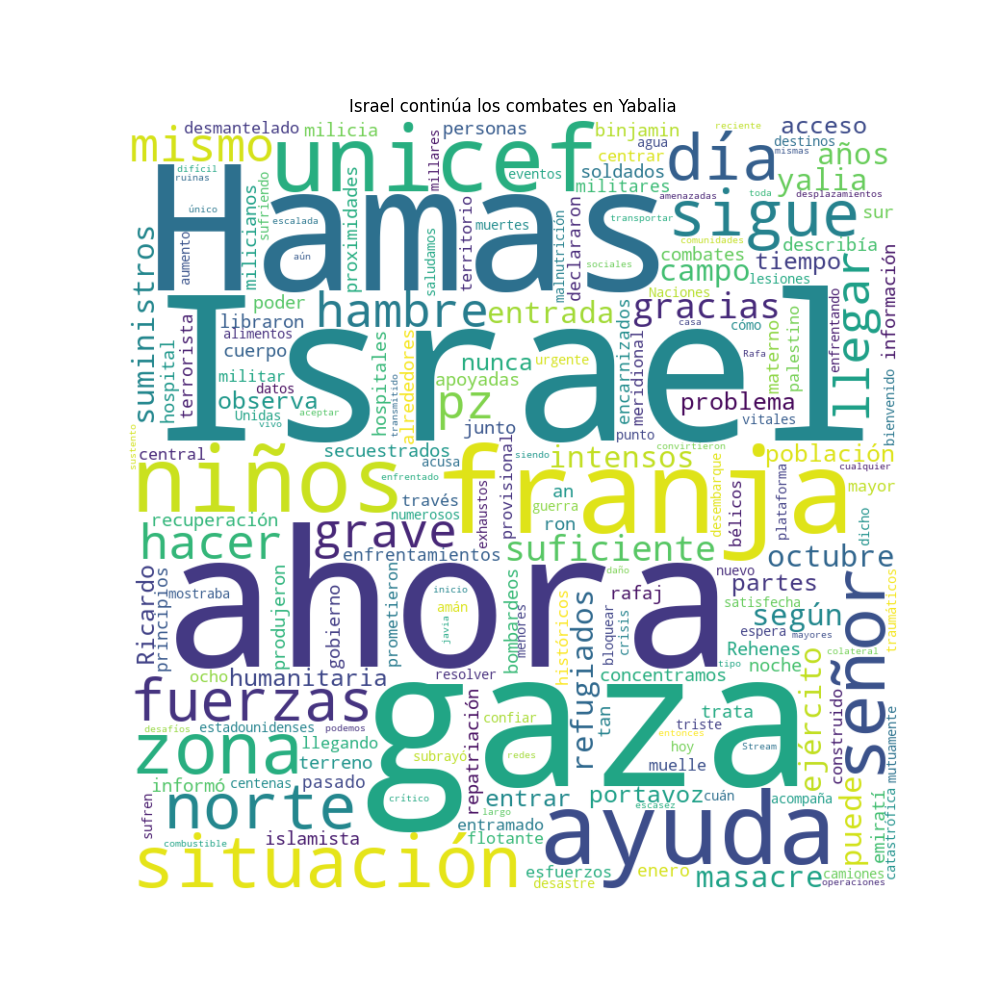 Israel continúa los combates en Yabalia
desmantelado milicia personas binjamin reciente acceso
mismo unicef día años
difícil ruinas millares eventos agua centrar soldados militares destinos mismas yalia
Hamas sigue sur
único escalada aún milicianos sufriendo proximidades saludamos territorio muertes malnutrición declararon amenazadas transportar toda desplazamientos
suministros aumento sociales combates comunidades campo describía tiempo lesiones información
poder hambre entrada Naciones gracias llegar
Israel
libraron alimentos cuerpo terrorista hospital militar datos observa Unidas aceptar vivo hospitales transmitido alrededores
nunca urgente apoyadas pz junto encarnizados meridional casa cómo Rafa materno palestino enfrentando bienvenido
problema vitales punto
sustento central secuestrados acusa siendo convirtieron intensos población cualquier
niños franja mayor
enfrentado través numerosos exhaustos provisional an guerra ron desembarque bélicos plataforma dicho
recuperación grave
hacer enfrentamientos suficiente octubre
Ricardo principios mostraba produjeron gobierno prometieron inicio amán javia daño bombardeos menores históricos rafaj bloquear crisis nuevo partes satisfecha según traumáticos
ahora señor
espera mayores Rehenes noche colateral
ocho humanitaria resolver refugiados concentramos tipo
fuerzas gaza
desafíos estadounidenses podemos confiar tan trata entonces triste ejército construido mutuamente
zona llegando terreno subrayó redes hoy Stream
informó centenas pasado repatriación muelle
sufren norte crítico entrar portavoz cuán escasez acompaña puede emiratí catastrófica
islamista largo entramado flotante ayuda
combustible
situación esfuerzos desastre enero masacre camiones operaciones